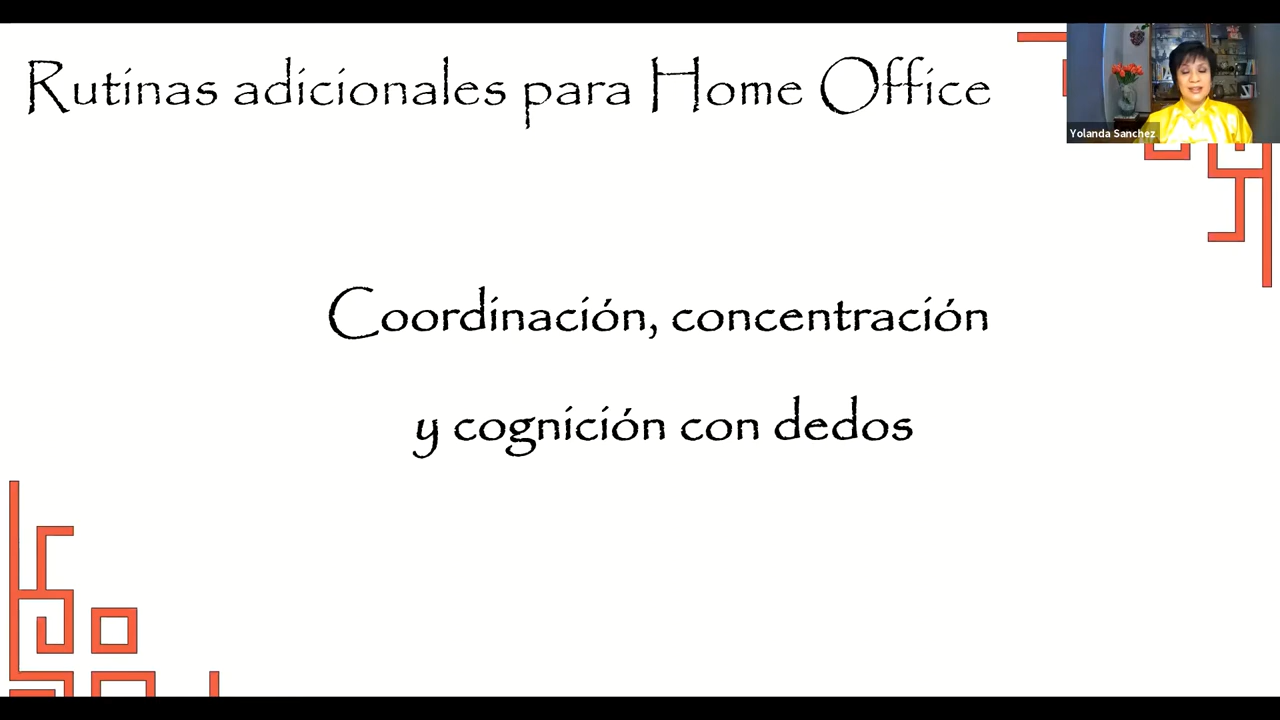 Rutinas adicionales para Home Office
Yolanda Sanchez
Coordinación, concentración
y cognición con dedos